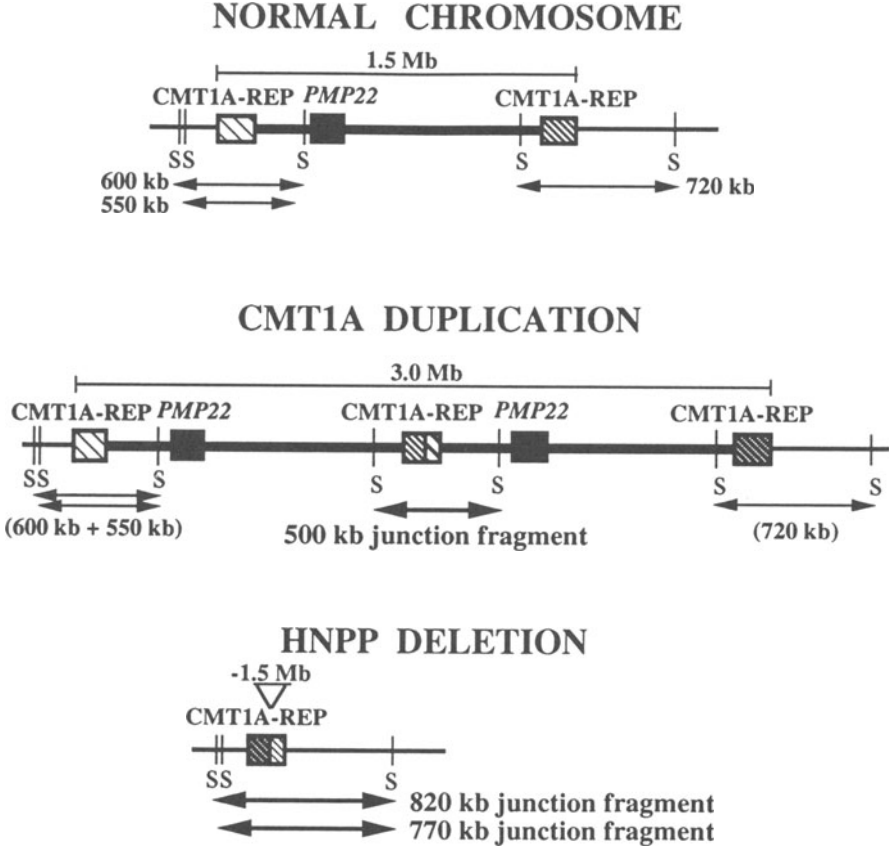 NORMAL CHROMOSOME
1.5 Mb
CMT1A-REP PMP22 CMT1A-REP
SS S S S
600 kb
720 kb
550 kb
CMT1A DUPLICATION
3.0 Mb
CMT1A-REP PMP22 CMT1A-REP PMP22 CMT1A-REP
SS S S S S S
(600 kb + 550 kb)
500 kb junction fragment
(720 kb)
HNPP DELETION
-1.5 Mb
CMT1A-REP
SS S
820 kb junction fragment
770 kb junction fragment